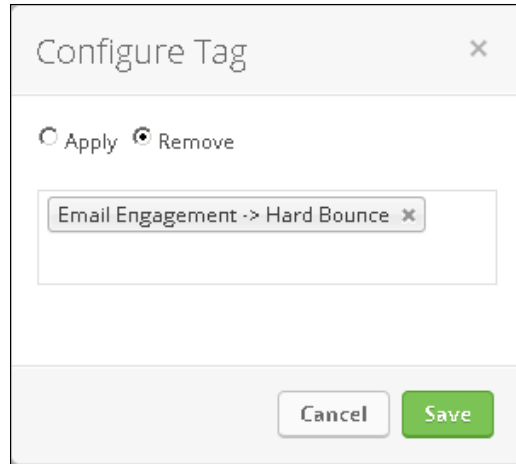 Configure Tag
Apply Remove
Email Engagement -> Hard Bounce
Cancel Save